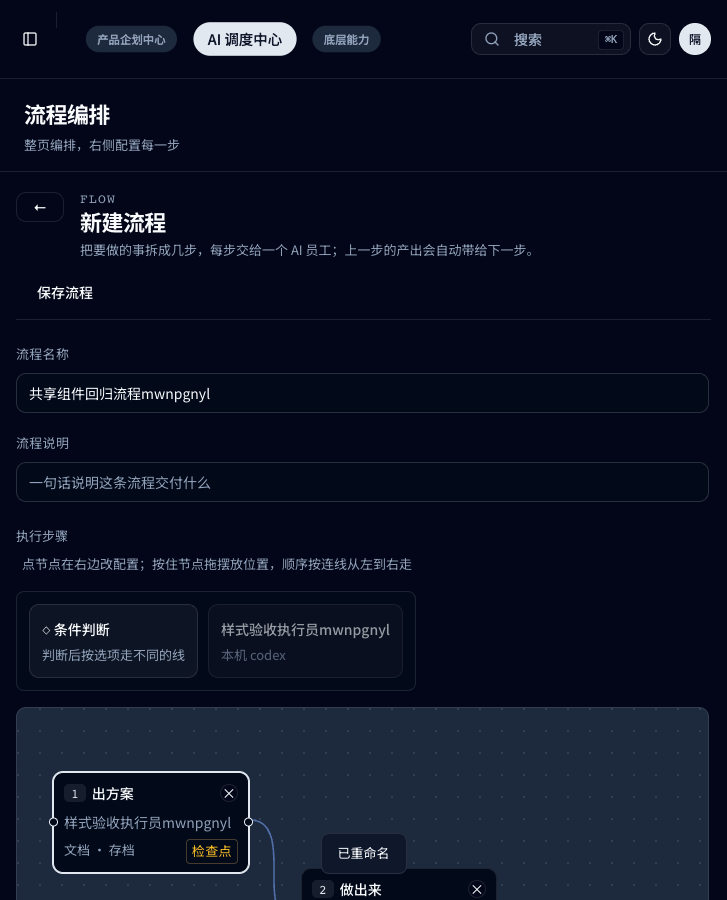 产品企划中心
AI 调度中心
底层能力
搜索
⌘K
隔
流程编排
整页编排，右侧配置每一步
←
FLOW
新建流程
把要做的事拆成几步，每步交给一个 AI 员工；上一步的产出会自动带给下一步。
保存流程
流程名称
共享组件回归流程mwnpgnyl
流程说明
一句话说明这条流程交付什么
执行步骤
点节点在右边改配置；按住节点拖摆放位置，顺序按连线从左到右走
◇ 条件判断
判断后按选项走不同的线
样式验收执行员mwnpgnyl
本机 codex
1 出方案
样式验收执行员mwnpgnyl
文档 · 存档
检查点
已重命名
2 做出来